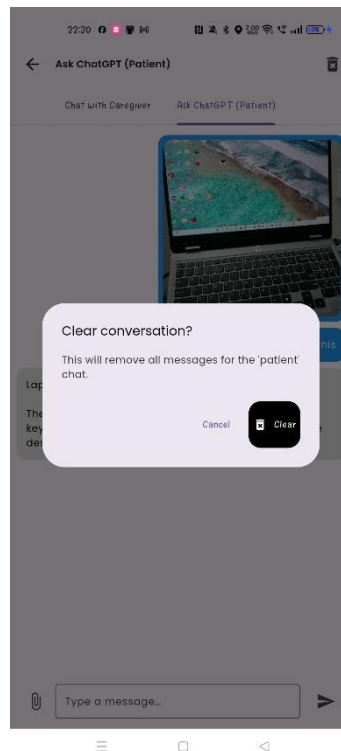 22:30
Ask ChatGPT (Patient)
Chat with Caregiver Ask ChatGPT (Patient)
this
Clear conversation?
This will remove all messages for the 'patient'
chat.
Cancel Clear
Type a message...